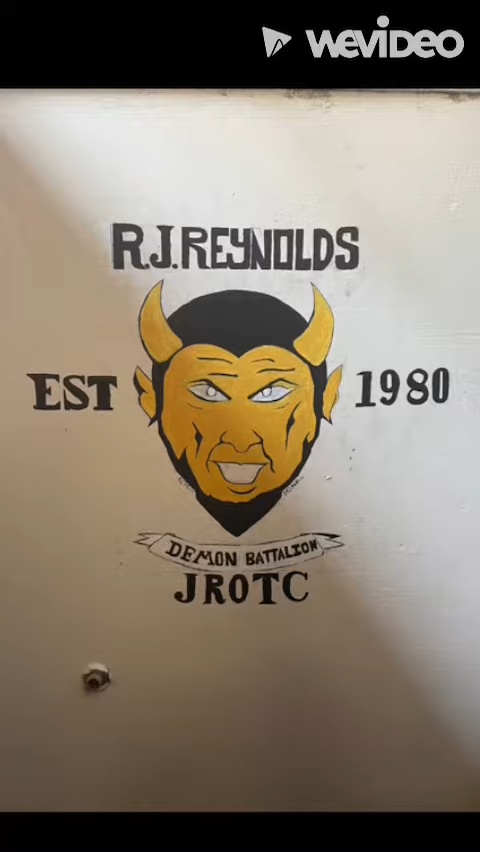 WEVIDEO
R.J.REYNOLDS
EST 1980
DEMON BATTALION
JROTC